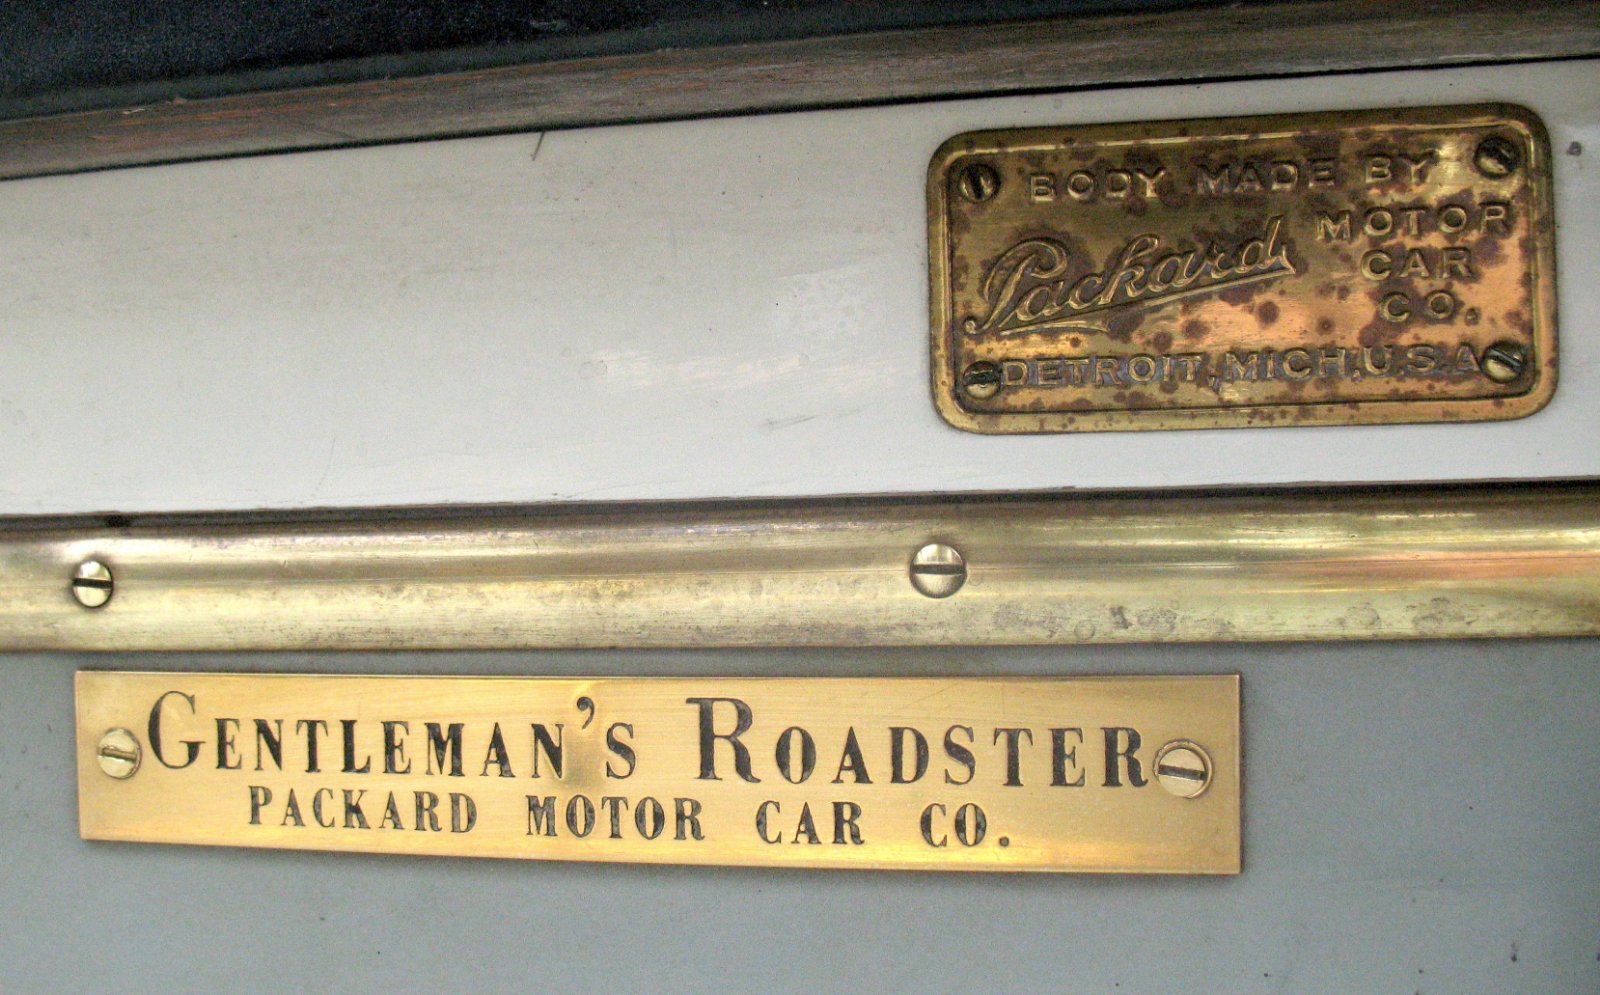 BODY MADE BY
Packard MOTOR
CAR
CO.
DETROIT, MICH. U.S.A
GENTLEMAN'S ROADSTER
PACKARD MOTOR CAR CO.